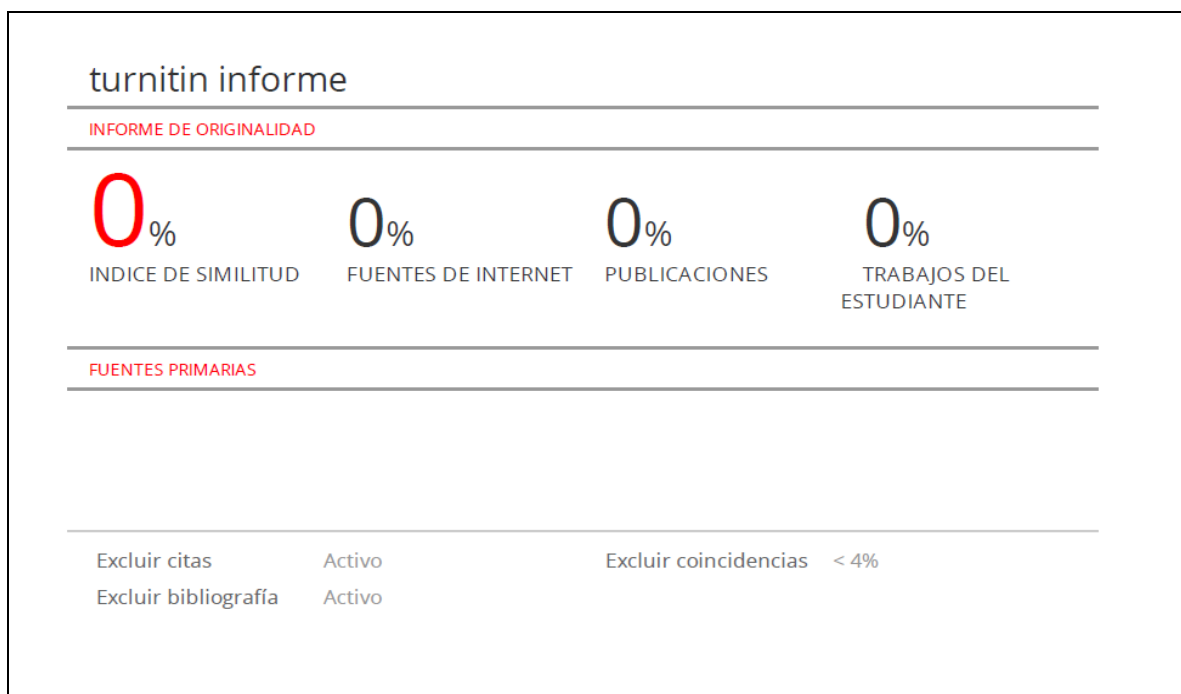 turnitin informe
INFORME DE ORIGINALIDAD
0% 0% 0% 0%
INDICE DE SIMILITUD FUENTES DE INTERNET PUBLICACIONES TRABAJOS DEL
ESTUDIANTE
FUENTES PRIMARIAS
Excluir citas Activo Excluir coincidencias < 4%
Excluir bibliografía Activo